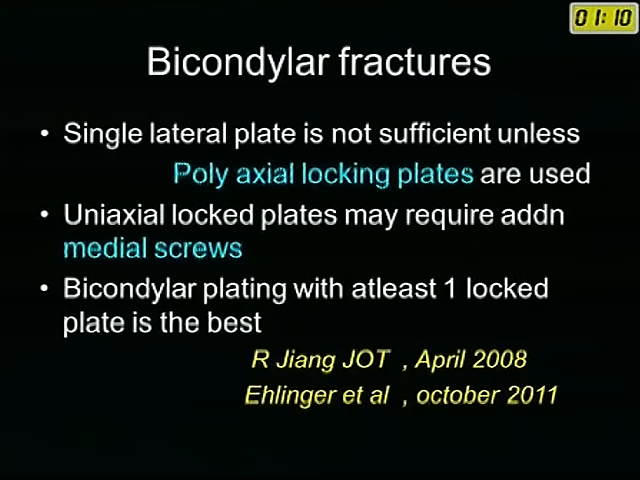 01:10
Bicondylar fractures
• Single lateral plate is not sufficient unless
Poly axial locking plates are used
• Uniaxial locked plates may require addn
medial screws
• Bicondylar plating with atleast 1 locked
plate is the best
R Jiang JOT , April 2008
Ehlinger et al , october 2011